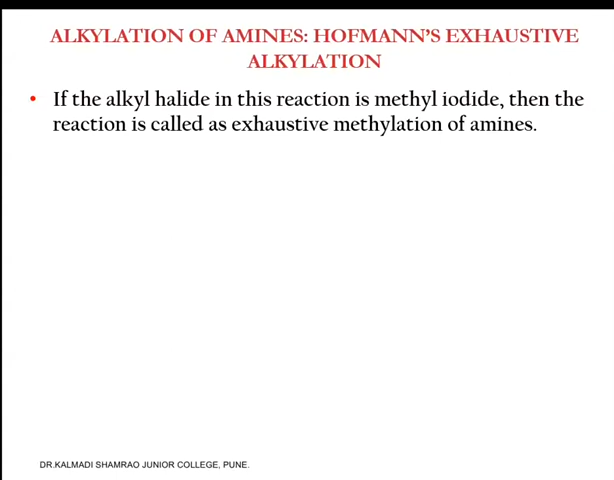 ALKYLATION OF AMINES: HOFMANN'S EXHAUSTIVE
ALKYLATION
• If the alkyl halide in this reaction is methyl iodide, then the
reaction is called as exhaustive methylation of amines.
DR.KALMADI SHAMRAO JUNIOR COLLEGE, PUNE.